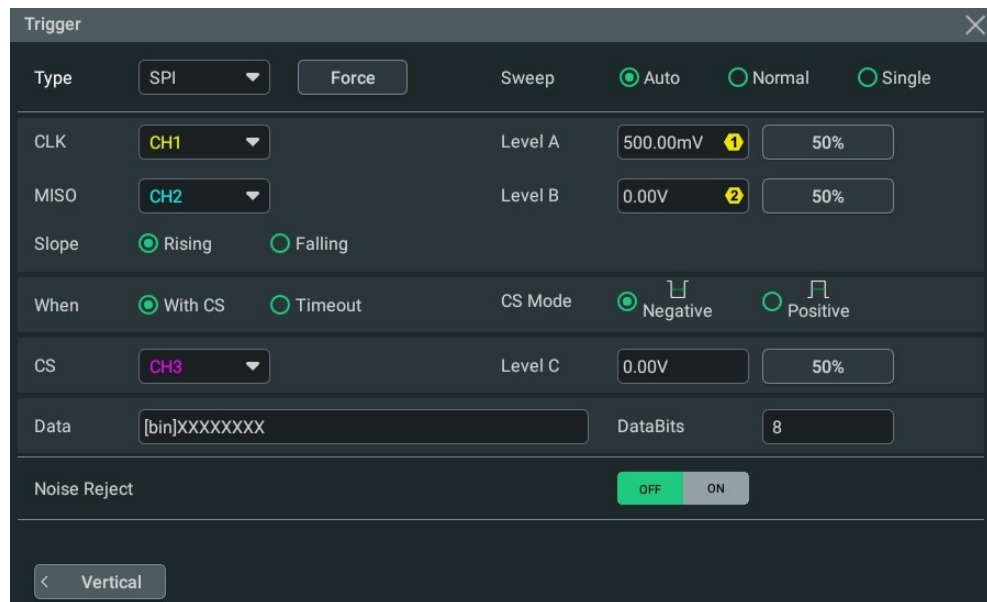 Trigger
Type SPI Force Sweep Auto Normal Single
CLK CH1 Level A 500.00mV 1 50%
MISO CH2 Level B 0.00V 2 50%
Slope Rising Falling
When With CS Timeout CS Mode Negative Positive
CS CH3 Level C 0.00V 50%
Data [bin]XXXXXXXX DataBits 8
Noise Reject OFF ON
< Vertical